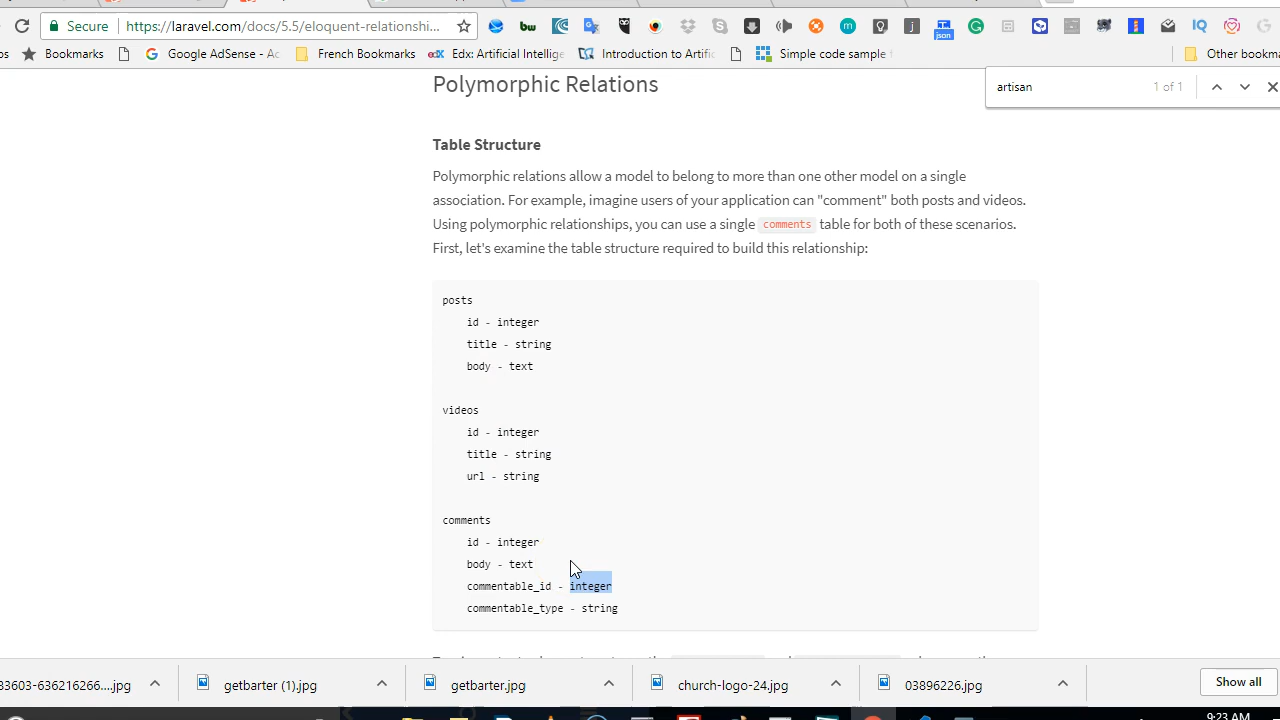 Secure
https://laravel.com/docs/5.5/eloquent-relationshi...
Bookmarks
Google AdSense - Ac
French Bookmarks
Edx: Artificial Intellige
Introduction to Artific
Simple code sample f
Other bookma
artisan
1 of 1
Polymorphic Relations
Table Structure
Polymorphic relations allow a model to belong to more than one other model on a single
association. For example, imagine users of your application can "comment" both posts and videos.
Using polymorphic relationships, you can use a single comments table for both of these scenarios.
First, let's examine the table structure required to build this relationship:
posts
id - integer
title - string
body - text
videos
id - integer
title - string
url - string
comments
id - integer
body - text
commentable_id - integer
commentable_type - string
33603-636216266....jpg
getbarter (1).jpg
getbarter.jpg
church-logo-24.jpg
03896226.jpg
Show all
9:23 AM